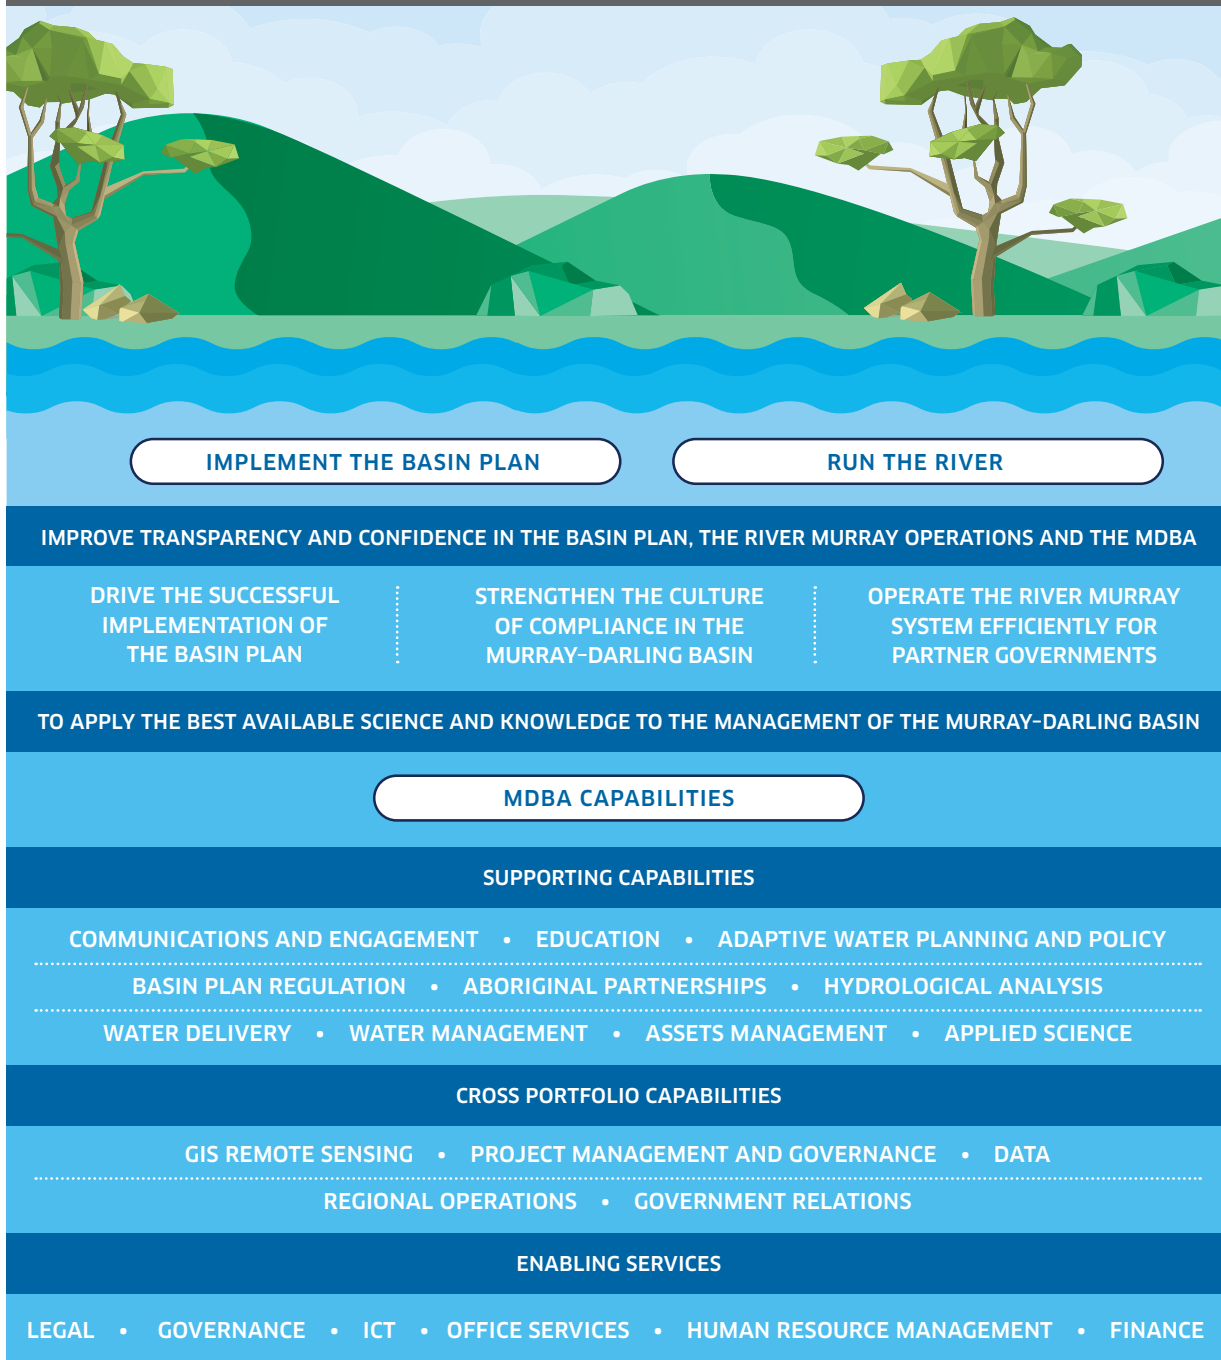 IMPLEMENT THE BASIN PLAN
RUN THE RIVER
IMPROVE TRANSPARENCY AND CONFIDENCE IN THE BASIN PLAN, THE RIVER MURRAY OPERATIONS AND THE MDBA
DRIVE THE SUCCESSFUL
IMPLEMENTATION OF
THE BASIN PLAN
STRENGTHEN THE CULTURE
OF COMPLIANCE IN THE
MURRAY–DARLING BASIN
OPERATE THE RIVER MURRAY
SYSTEM EFFICIENTLY FOR
PARTNER GOVERNMENTS
TO APPLY THE BEST AVAILABLE SCIENCE AND KNOWLEDGE TO THE MANAGEMENT OF THE MURRAY–DARLING BASIN
MDBA CAPABILITIES
SUPPORTING CAPABILITIES
COMMUNICATIONS AND ENGAGEMENT • EDUCATION • ADAPTIVE WATER PLANNING AND POLICY
BASIN PLAN REGULATION • ABORIGINAL PARTNERSHIPS • HYDROLOGICAL ANALYSIS
WATER DELIVERY • WATER MANAGEMENT • ASSETS MANAGEMENT • APPLIED SCIENCE
CROSS PORTFOLIO CAPABILITIES
GIS REMOTE SENSING • PROJECT MANAGEMENT AND GOVERNANCE • DATA
REGIONAL OPERATIONS • GOVERNMENT RELATIONS
ENABLING SERVICES
LEGAL • GOVERNANCE • ICT • OFFICE SERVICES • HUMAN RESOURCE MANAGEMENT • FINANCE